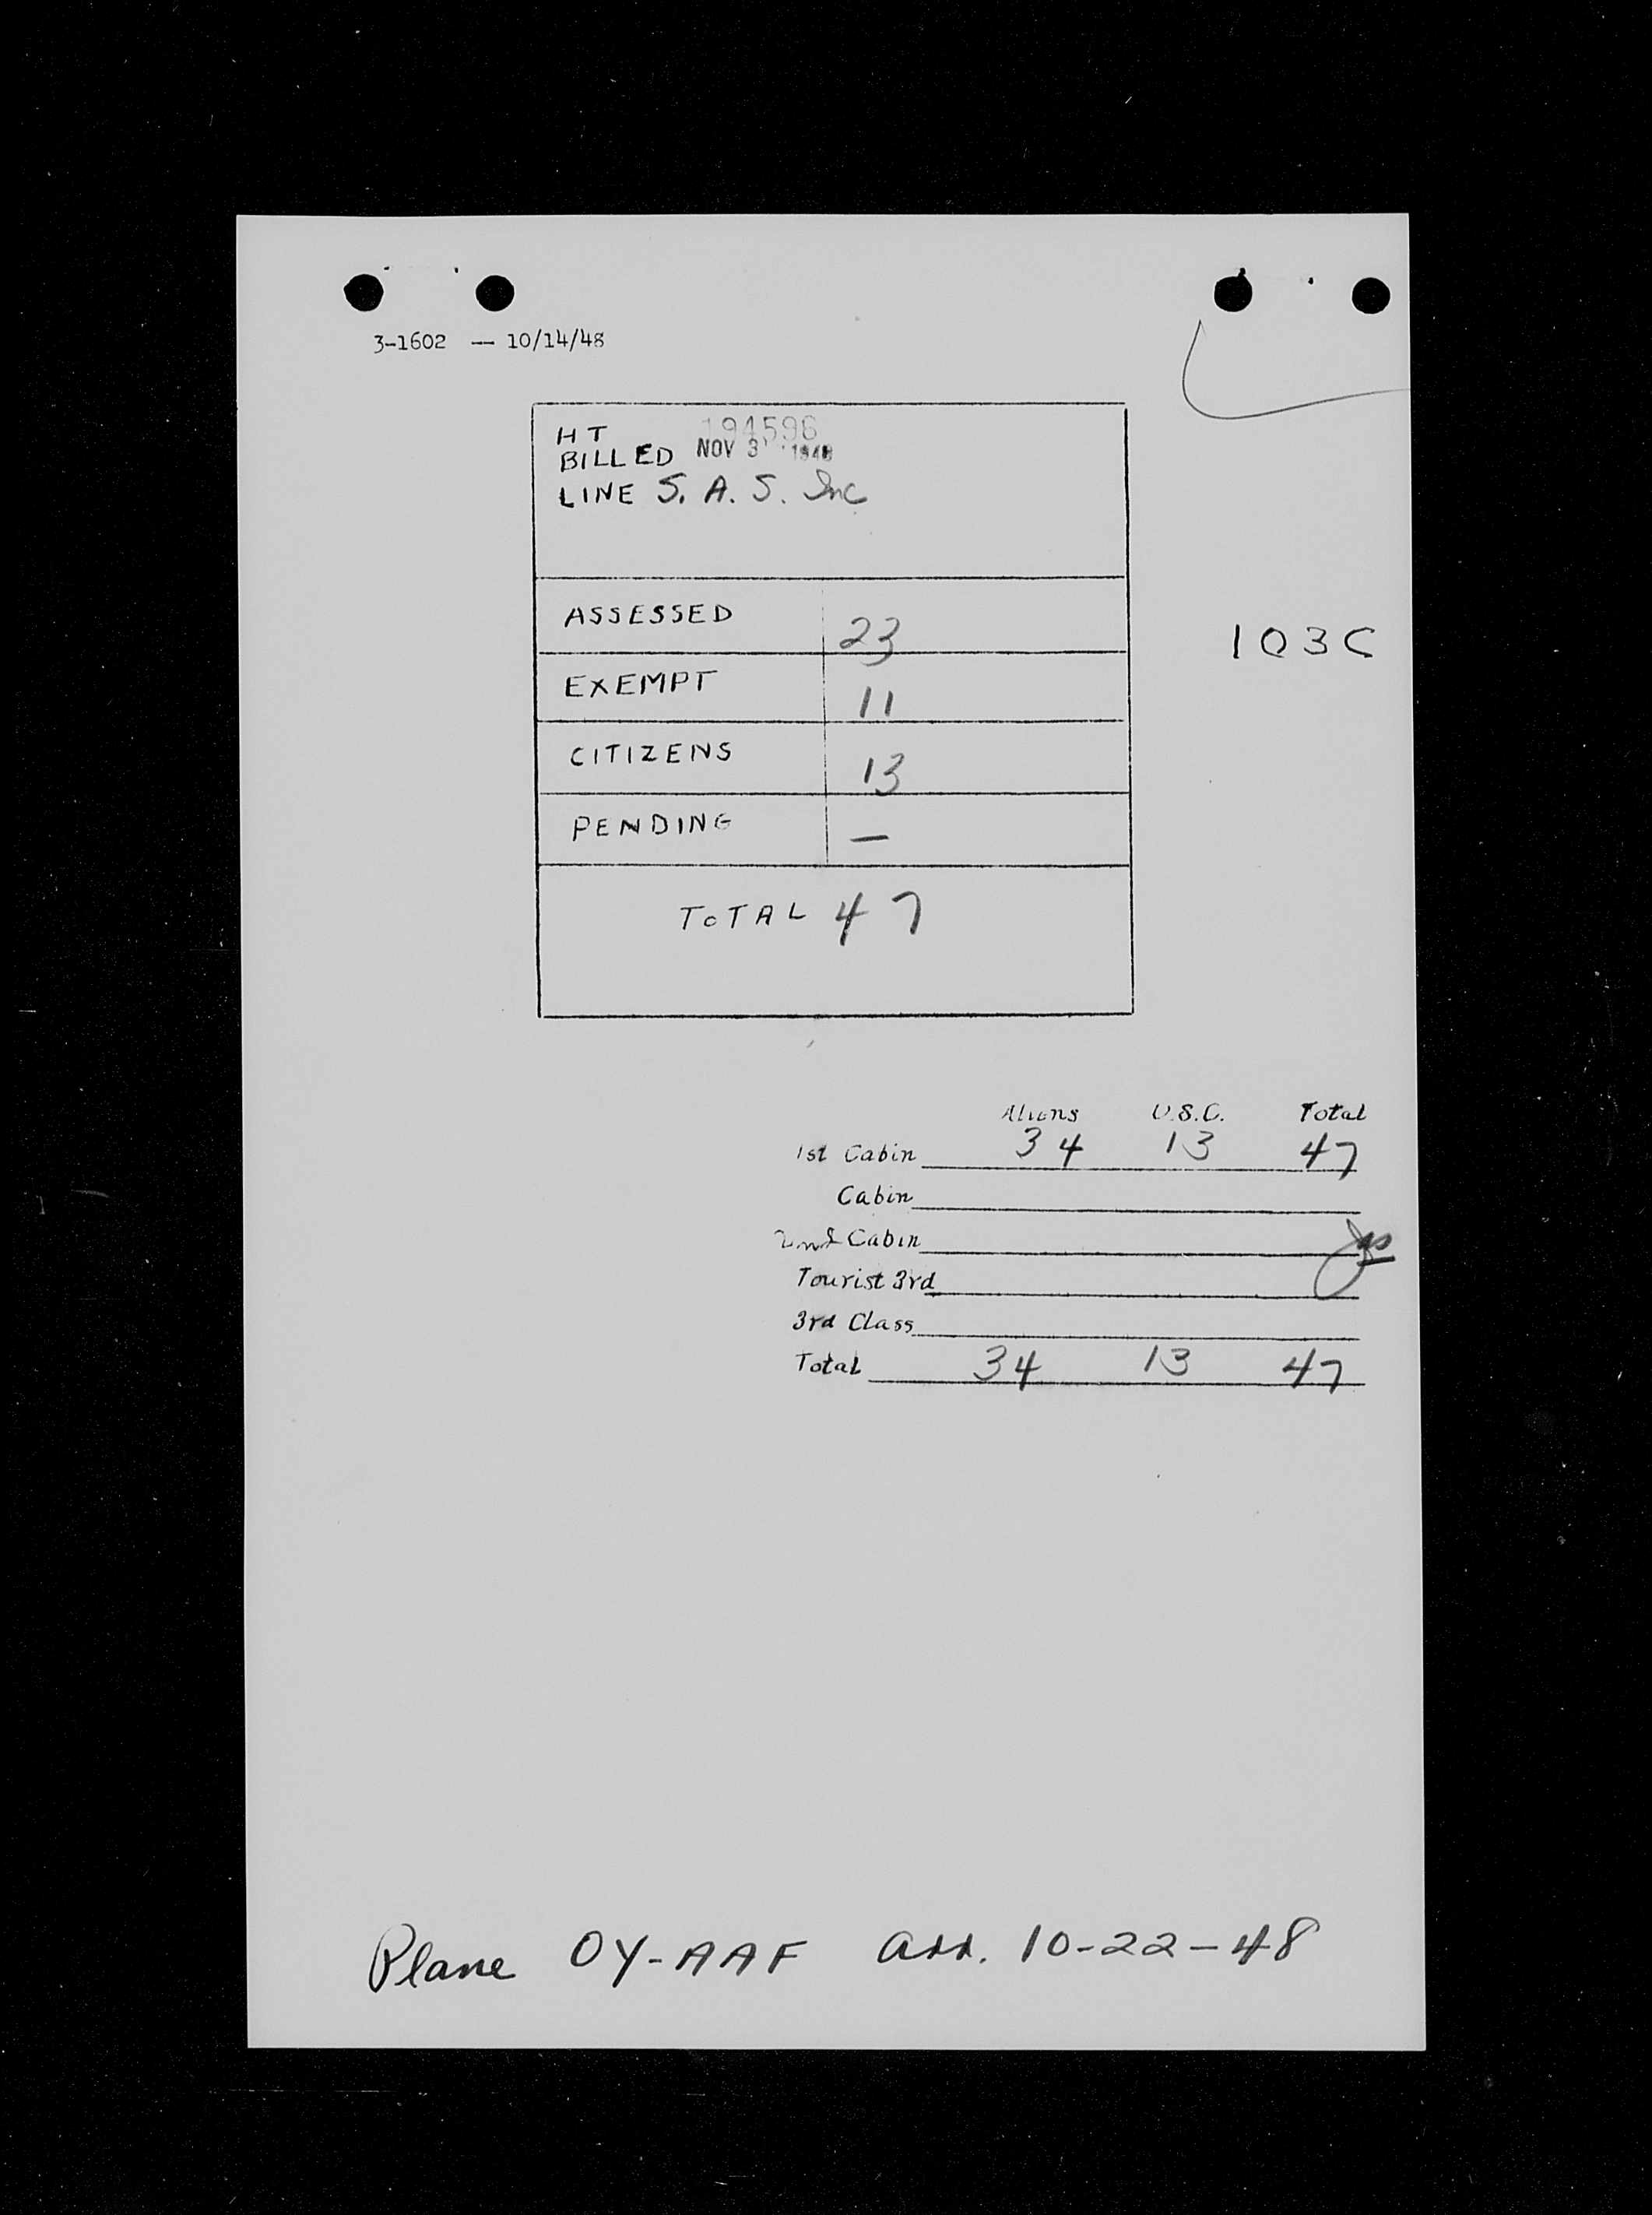 3-1602 — 10/14/48
HT 194596
BILLED NOV 3 1948
LINE S. A. S. Inc
ASSESSED 23
103C
EXEMPT 11
CITIZENS 13
PENDING —
TOTAL 47
Aliens U.S.C. Total
1st Cabin 34 13 47
Cabin
2nd Cabin
Tourist 3rd
3rd Class
Total 34 13 47
Plane OY-AAF arr. 10-22-48